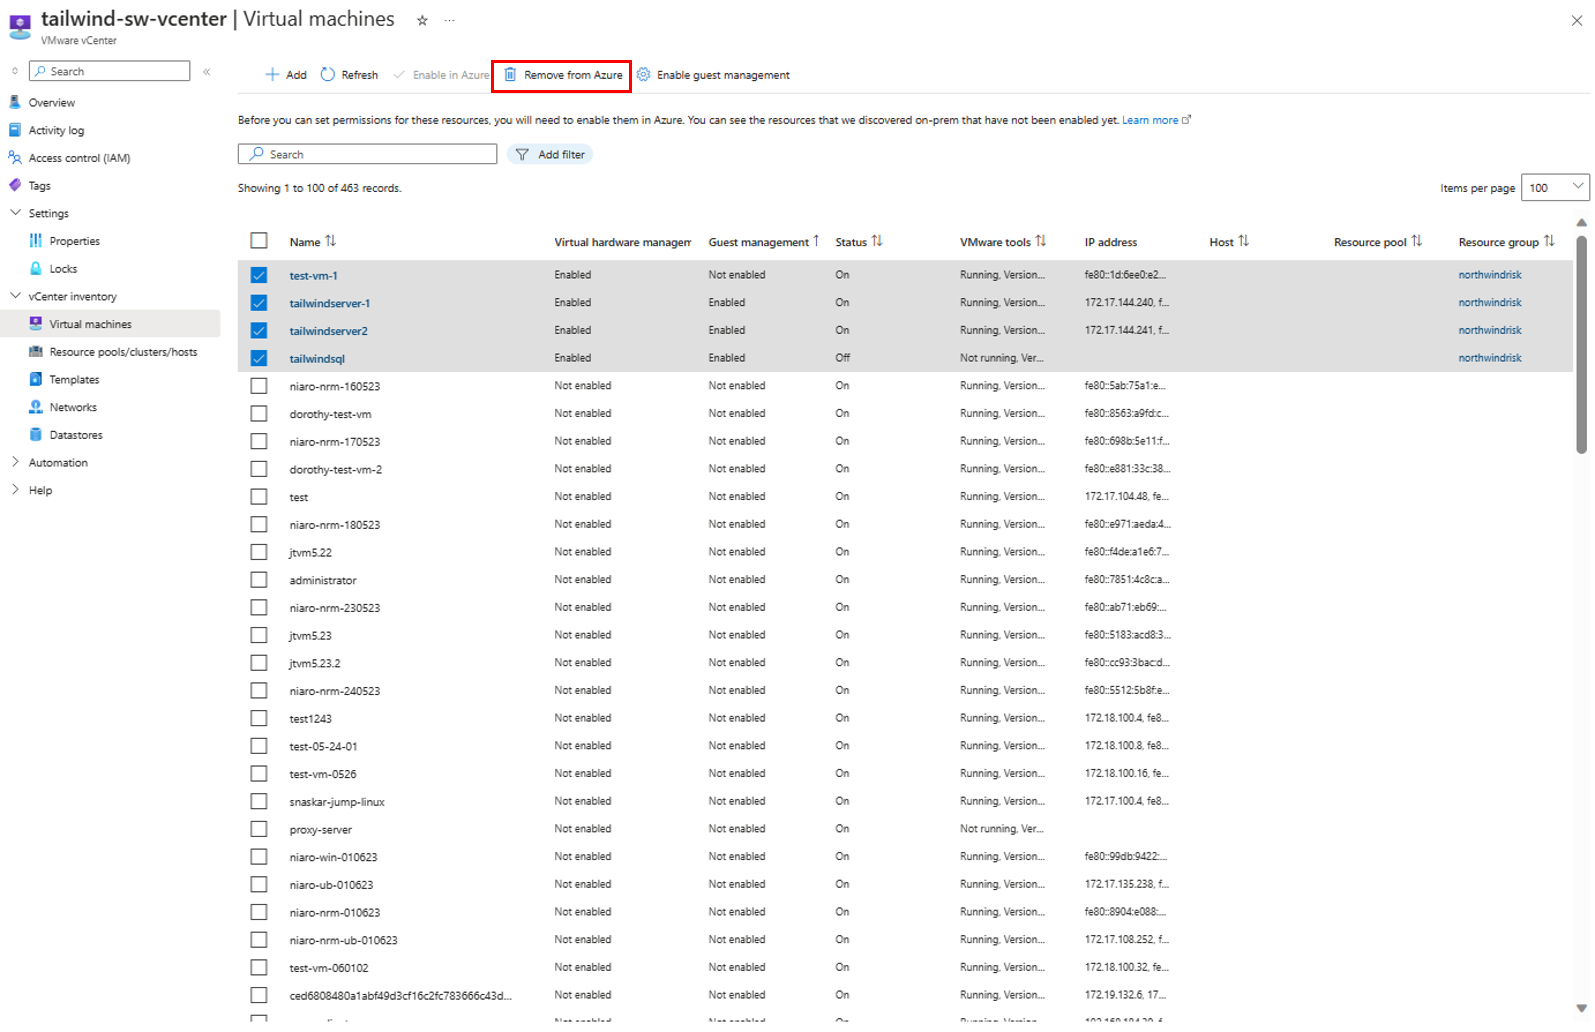 tailwind-sw-vcenter | Virtual machines ☆ ...
VMware vCenter
Search «
Overview
Activity log
Access control (IAM)
Tags
Settings
Properties
Locks
vCenter inventory
Virtual machines
Resource pools/clusters/hosts
Templates
Networks
Datastores
Automation
Help
Add Refresh Enable in Azure Remove from Azure Enable guest management
Before you can set permissions for these resources, you will need to enable them in Azure. You can see the resources that we discovered on-prem that have not been enabled yet. Learn more
Search Add filter
Showing 1 to 100 of 463 records. Items per page 100
Name Virtual hardware managem Guest management Status VMware tools IP address Host Resource pool Resource group
test-vm-1 Enabled Not enabled On Running, Version... fe80::1d:6ee0:e2... northwindrisk
tailwindserver-1 Enabled Enabled On Running, Version... 172.17.144.240, f... northwindrisk
tailwindserver2 Enabled Enabled On Running, Version... 172.17.144.241, f... northwindrisk
tailwindsql Enabled Enabled Off Not running, Ver... northwindrisk
niaro-nrm-160523 Not enabled Not enabled On Running, Version... fe80::5ab:75a1:e...
dorothy-test-vm Not enabled Not enabled On Running, Version... fe80::8563:a9fd:c...
niaro-nrm-170523 Not enabled Not enabled On Running, Version... fe80::698b:5e11:f...
dorothy-test-vm-2 Not enabled Not enabled On Running, Version... fe80::e881:33c:38...
test Not enabled Not enabled On Running, Version... 172.17.104.48, fe...
niaro-nrm-180523 Not enabled Not enabled On Running, Version... fe80::e971:aeda:4...
jtvm5.22 Not enabled Not enabled On Running, Version... fe80::f4de:a1e6:7...
administrator Not enabled Not enabled On Running, Version... fe80::7851:4c8c:a...
niaro-nrm-230523 Not enabled Not enabled On Running, Version... fe80::ab71:eb69:...
jtvm5.23 Not enabled Not enabled On Running, Version... fe80::5183:acd8:3...
jtvm5.23.2 Not enabled Not enabled On Running, Version... fe80::cc93:3bac:d...
niaro-nrm-240523 Not enabled Not enabled On Running, Version... fe80::5512:5b8f:e...
test1243 Not enabled Not enabled On Running, Version... 172.18.100.4, fe8...
test-05-24-01 Not enabled Not enabled On Running, Version... 172.18.100.8, fe8...
test-vm-0526 Not enabled Not enabled On Running, Version... 172.18.100.16, fe...
snaskar-jump-linux Not enabled Not enabled On Running, Version... 172.17.100.4, fe8...
proxy-server Not enabled Not enabled On Not running, Ver...
niaro-win-010623 Not enabled Not enabled On Running, Version... fe80::99db:9422:...
niaro-ub-010623 Not enabled Not enabled On Running, Version... 172.17.135.238, f...
niaro-nrm-010623 Not enabled Not enabled On Running, Version... fe80::8904:e088:...
niaro-nrm-ub-010623 Not enabled Not enabled On Running, Version... 172.17.108.252, f...
test-vm-060102 Not enabled Not enabled On Running, Version... 172.18.100.32, fe...
ced6808480a1abf49d3cf16c2fc783666c43d... Not enabled Not enabled On Running, Version... 172.19.132.6, 17...